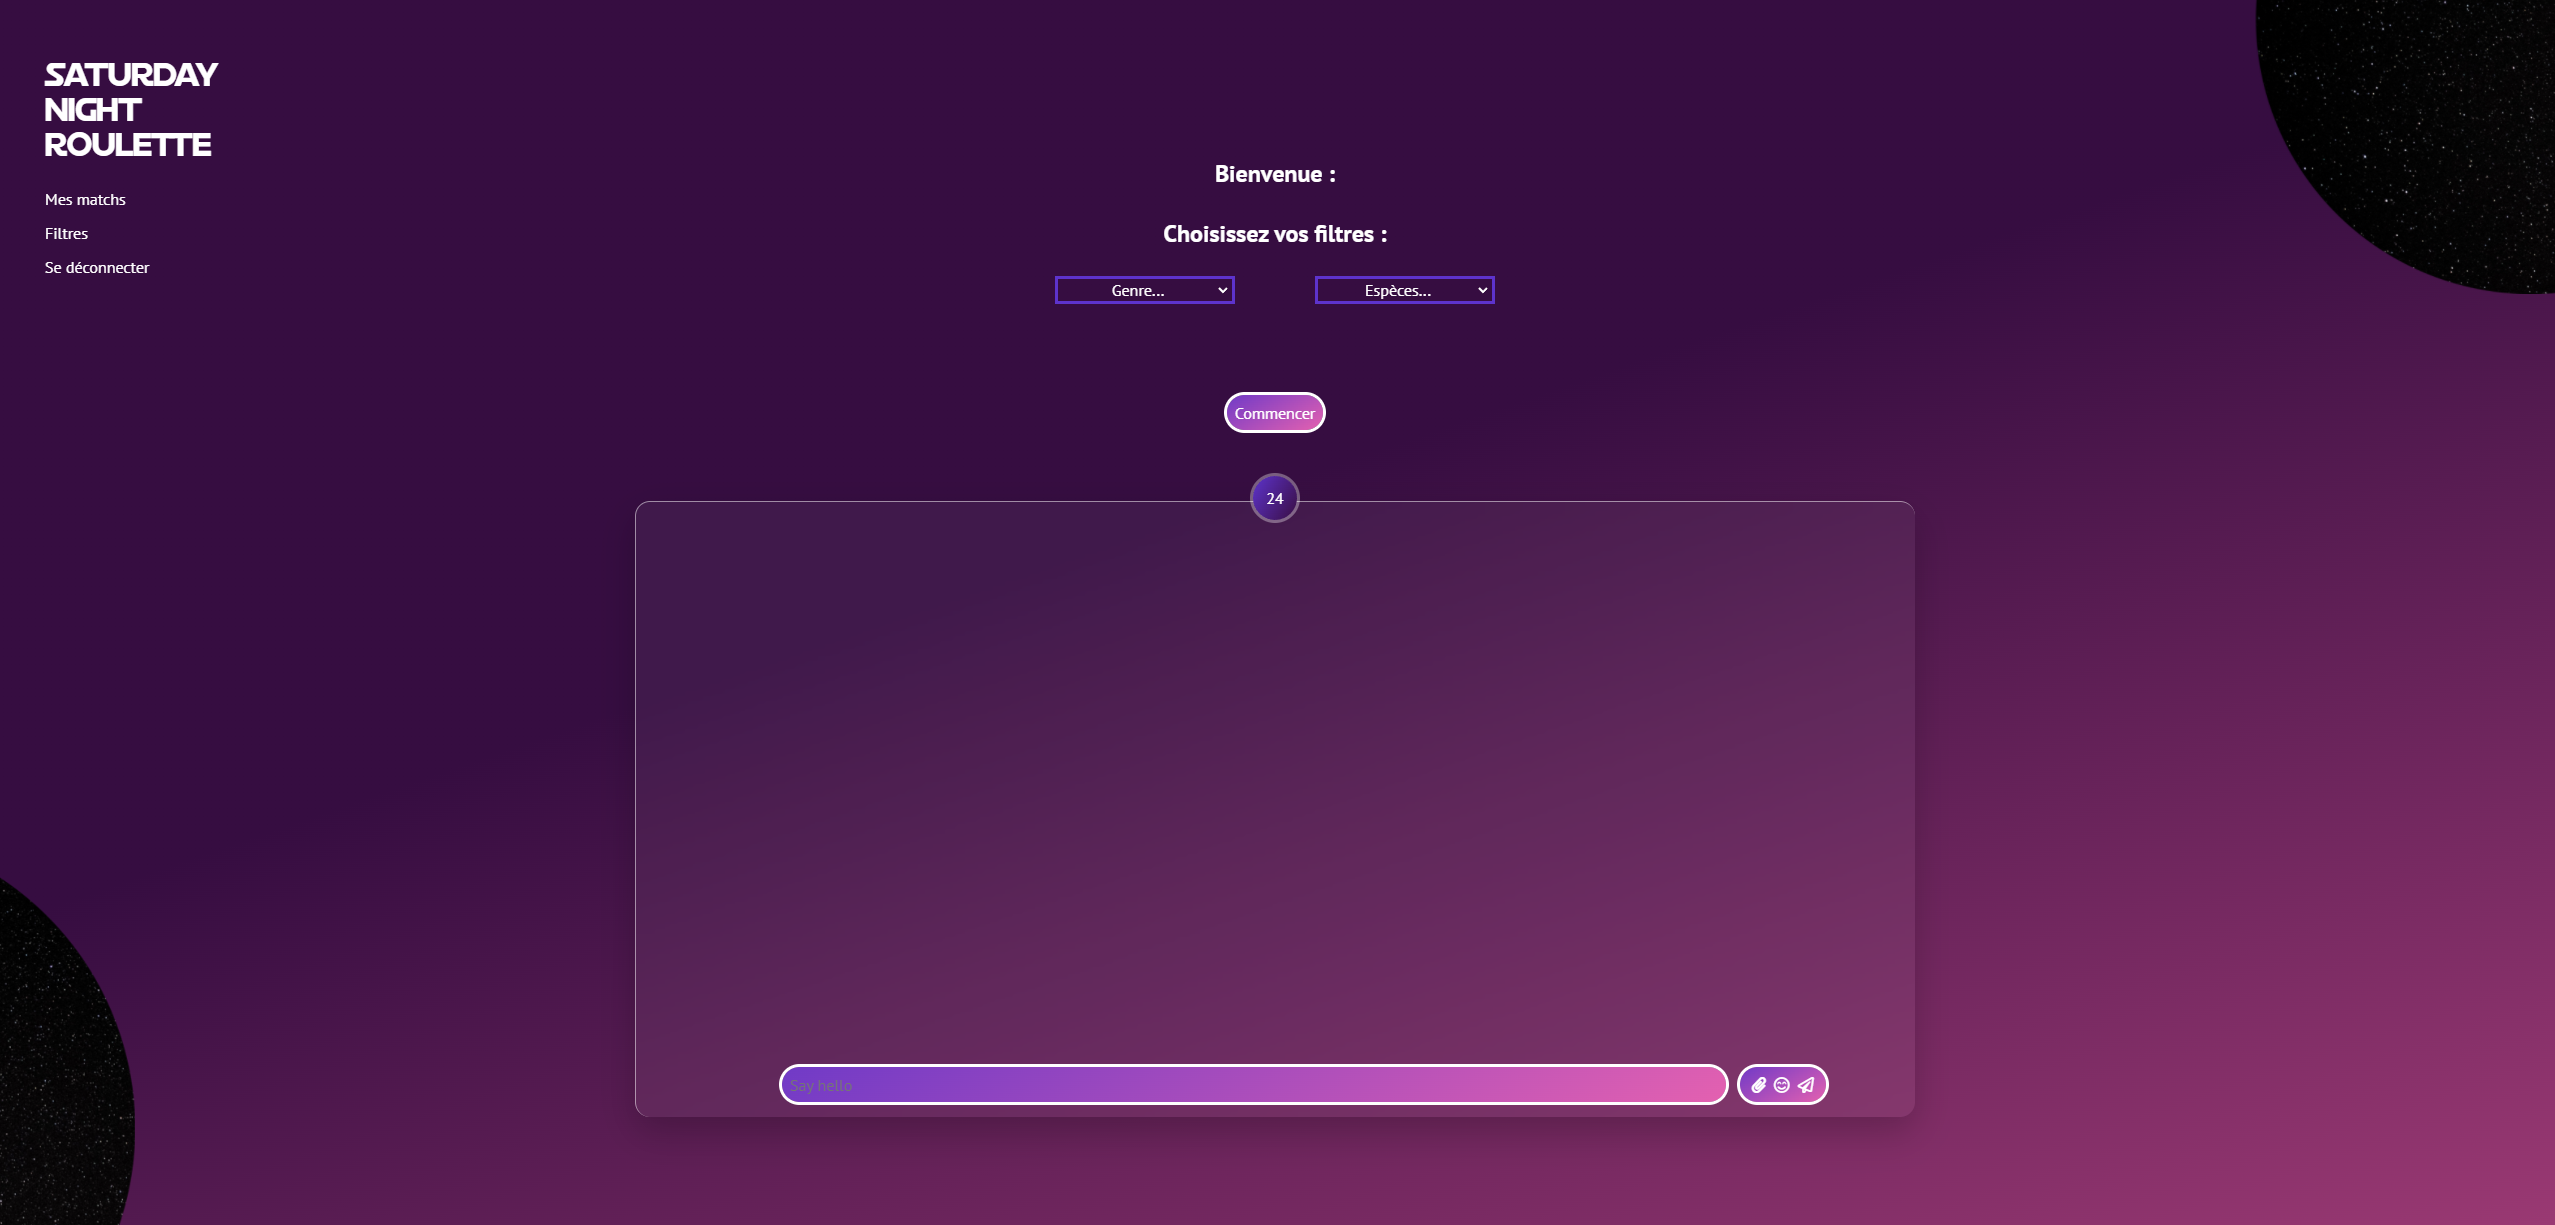 SATURDAY
NIGHT
ROULETTE
Mes matchs
Filtres
Se déconnecter
Bienvenue :
Choisissez vos filtres :
Genre...
Espèces...
Commencer
24
Say hello